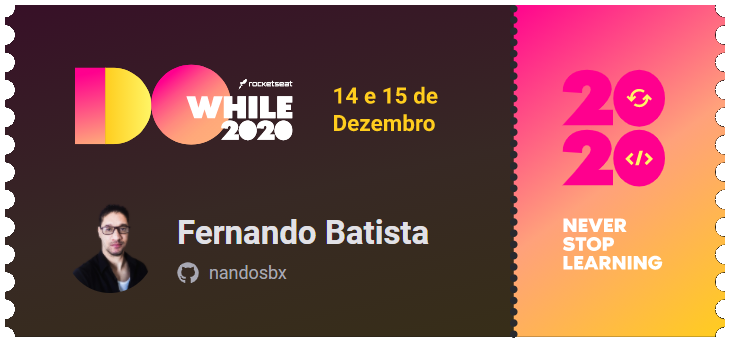 DO
rocketseat
WHILE
2020
14 e 15 de
Dezembro
Fernando Batista
nandosbx
20
20
</>
NEVER
STOP
LEARNING